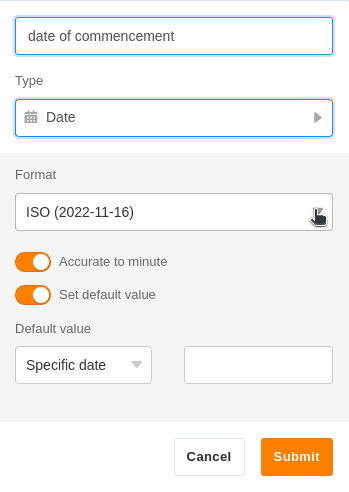 date of commencement
Type
Date
Format
ISO (2022-11-16)
Accurate to minute
Set default value
Default value
Specific date
Cancel Submit